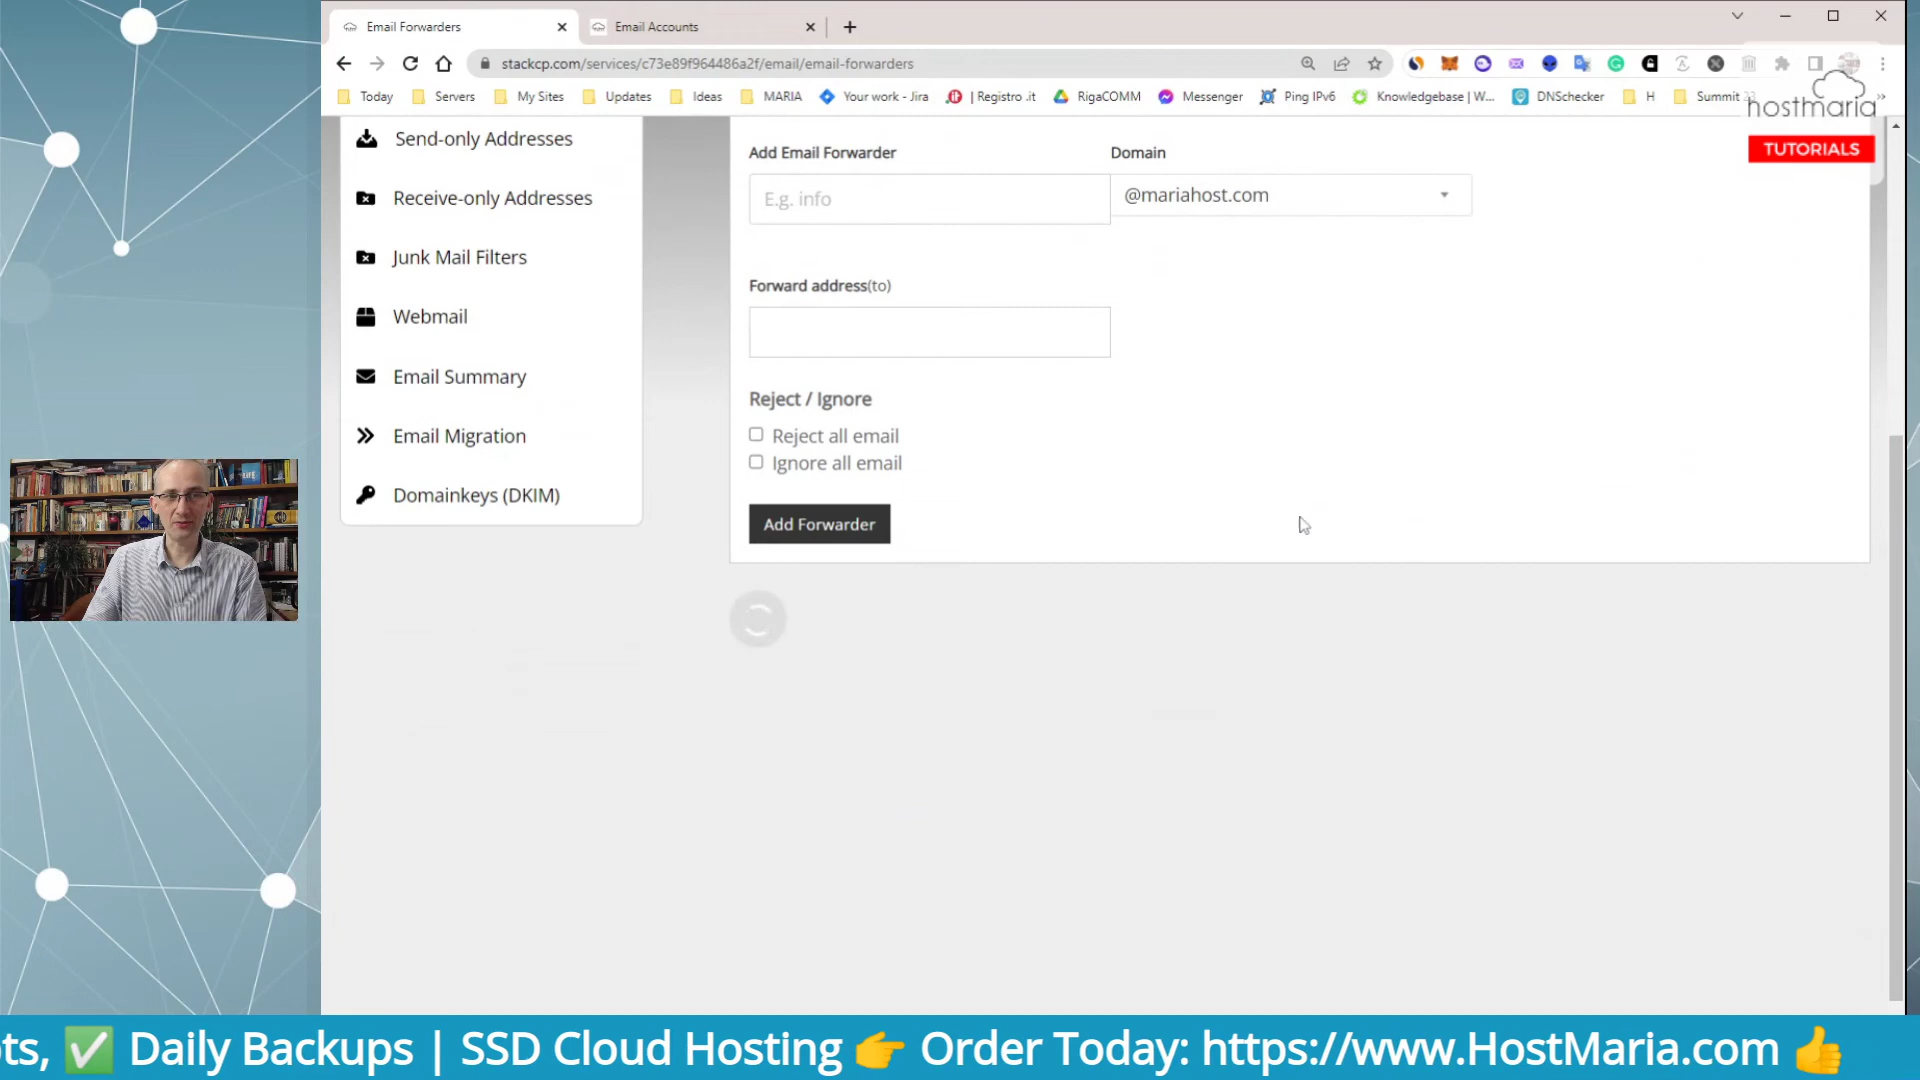 Email Forwarders
Email Accounts
stackcp.com/services/c73e89f964486a2f/email/email-forwarders
Today
Servers
My Sites
Updates
Ideas
MARIA
Your work - Jira
| Registro .it
RigaCOMM
Messenger
Ping IPv6
Knowledgebase | W...
DNSchecker
H
Summit
hostmaria
TUTORIALS
Send-only Addresses
Receive-only Addresses
Junk Mail Filters
Webmail
Email Summary
Email Migration
Domainkeys (DKIM)
Add Email Forwarder
Domain
E.g. info
@mariahost.com
Forward address(to)
Reject / Ignore
Reject all email
Ignore all email
Add Forwarder
ts, ✅ Daily Backups | SSD Cloud Hosting 👉 Order Today: https://www.HostMaria.com 👍